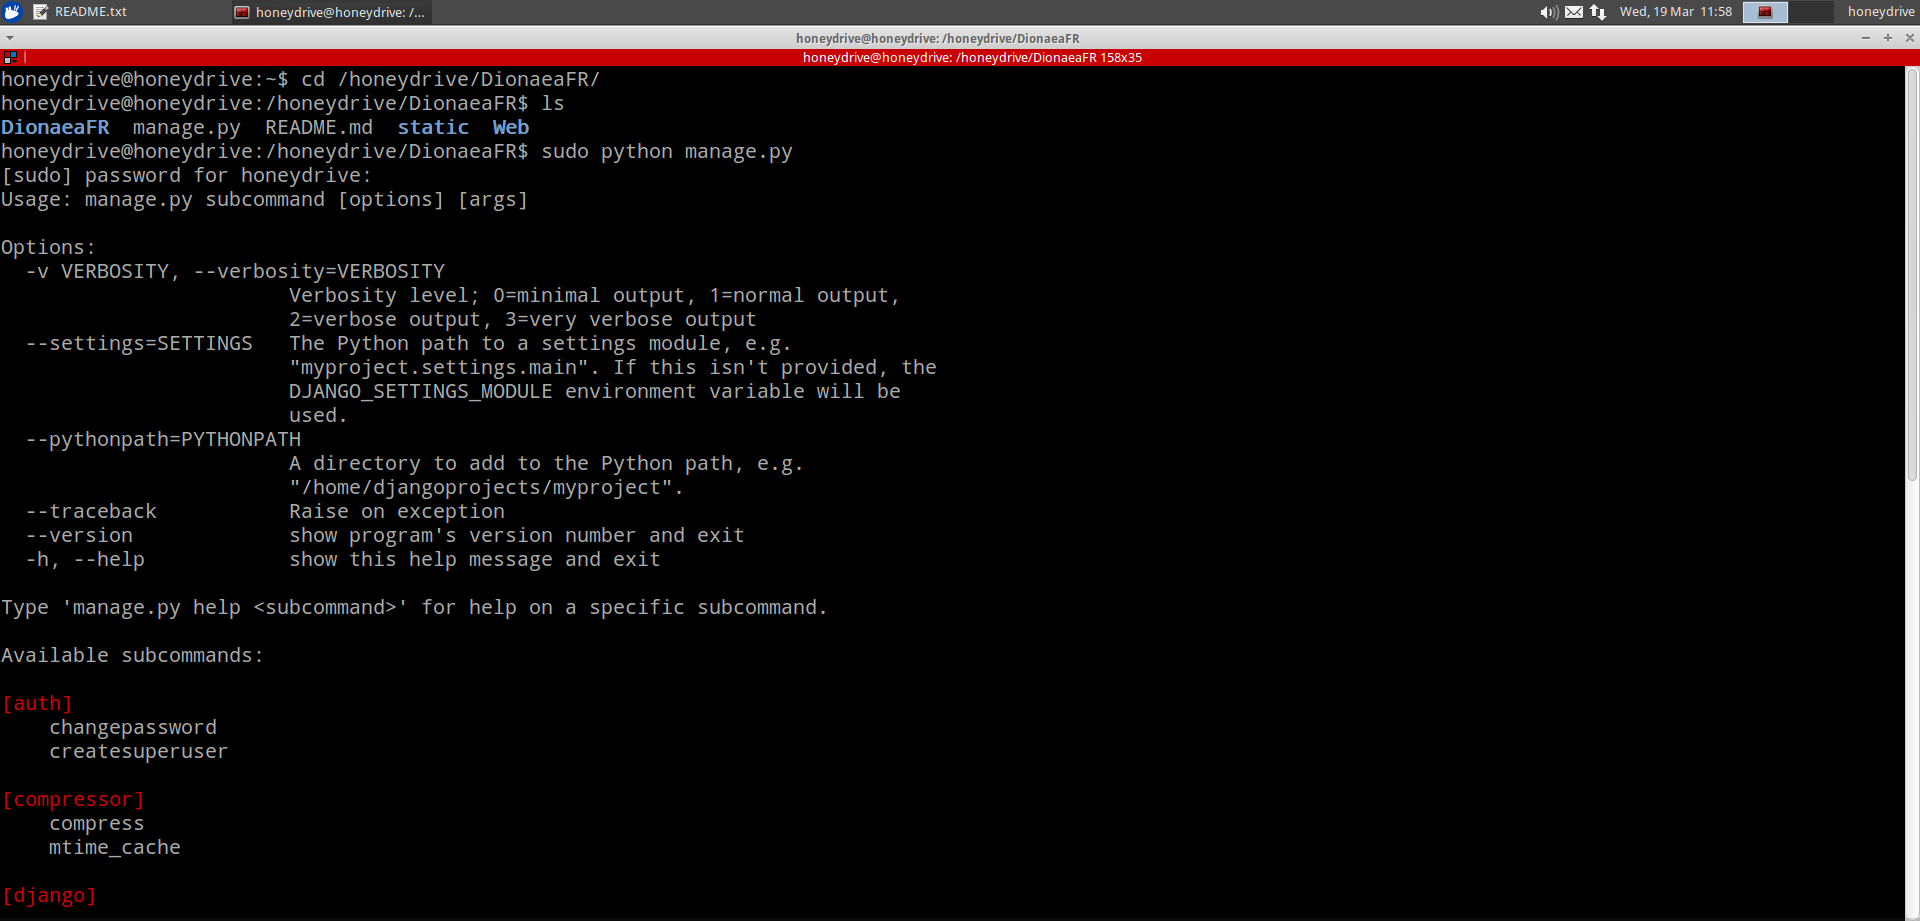 README.txt
honeydrive@honeydrive: /...
Wed, 19 Mar 11:58
honeydrive
honeydrive@honeydrive: /honeydrive/DionaeaFR
honeydrive@honeydrive: /honeydrive/DionaeaFR 158x35
honeydrive@honeydrive:~$ cd /honeydrive/DionaeaFR/
honeydrive@honeydrive:/honeydrive/DionaeaFR$ ls
DionaeaFR  manage.py  README.md  static  Web
honeydrive@honeydrive:/honeydrive/DionaeaFR$ sudo python manage.py
[sudo] password for honeydrive:
Usage: manage.py subcommand [options] [args]
Options:
  -v VERBOSITY, --verbosity=VERBOSITY
                        Verbosity level; 0=minimal output, 1=normal output,
                        2=verbose output, 3=very verbose output
  --settings=SETTINGS   The Python path to a settings module, e.g.
                        "myproject.settings.main". If this isn't provided, the
                        DJANGO_SETTINGS_MODULE environment variable will be
                        used.
  --pythonpath=PYTHONPATH
                        A directory to add to the Python path, e.g.
                        "/home/djangoprojects/myproject".
  --traceback           Raise on exception
  --version             show program's version number and exit
  -h, --help            show this help message and exit
Type 'manage.py help <subcommand>' for help on a specific subcommand.
Available subcommands:
[auth]
    changepassword
    createsuperuser
[compressor]
    compress
    mtime_cache
[django]